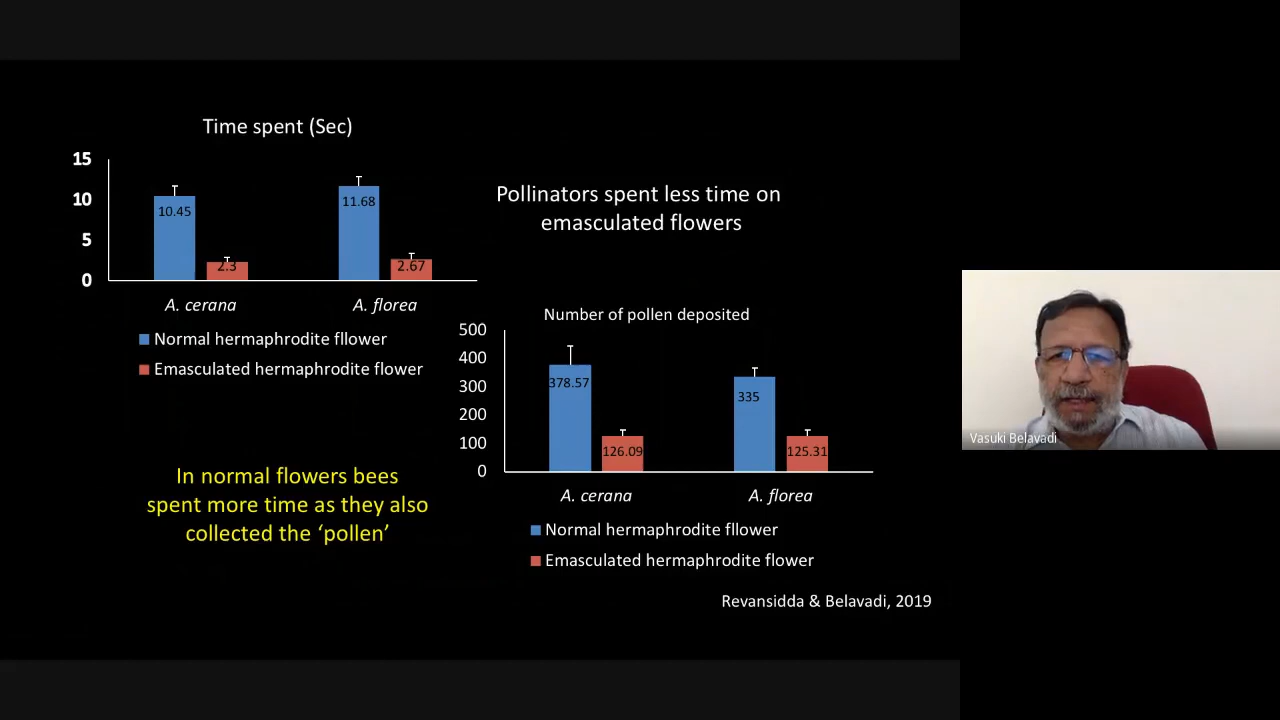 Time spent (Sec)
15
10
5
0
10.45
2.3
11.68
2.67
A. cerana
A. florea
Normal hermaphrodite fllower
Emasculated hermaphrodite flower
Pollinators spent less time on
emasculated flowers
Number of pollen deposited
500
400
300
200
100
0
378.57
126.09
335
125.31
A. cerana
A. florea
Normal hermaphrodite fllower
Emasculated hermaphrodite flower
In normal flowers bees
spent more time as they also
collected the ‘pollen’
Revansidda & Belavadi, 2019
Vasuki Belavadi